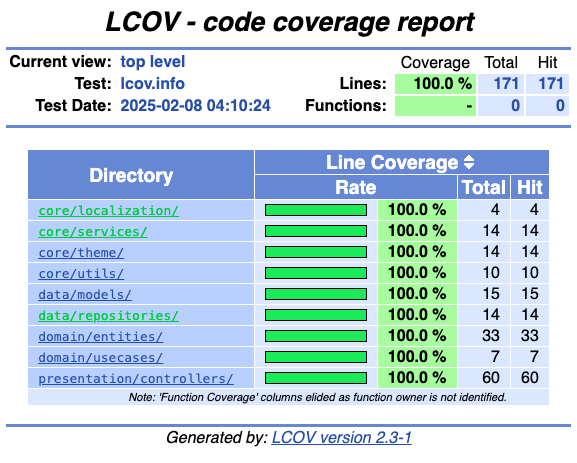 LCOV - code coverage report
Current view: top level Coverage Total Hit
Test: lcov.info Lines: 100.0 % 171 171
Test Date: 2025-02-08 04:10:24 Functions: - 0 0
Directory Line Coverage
Rate Total Hit
core/localization/ 100.0 % 4 4
core/services/ 100.0 % 14 14
core/theme/ 100.0 % 14 14
core/utils/ 100.0 % 10 10
data/models/ 100.0 % 15 15
data/repositories/ 100.0 % 14 14
domain/entities/ 100.0 % 33 33
domain/usecases/ 100.0 % 7 7
presentation/controllers/ 100.0 % 60 60
Note: 'Function Coverage' columns elided as function owner is not identified.
Generated by: LCOV version 2.3-1